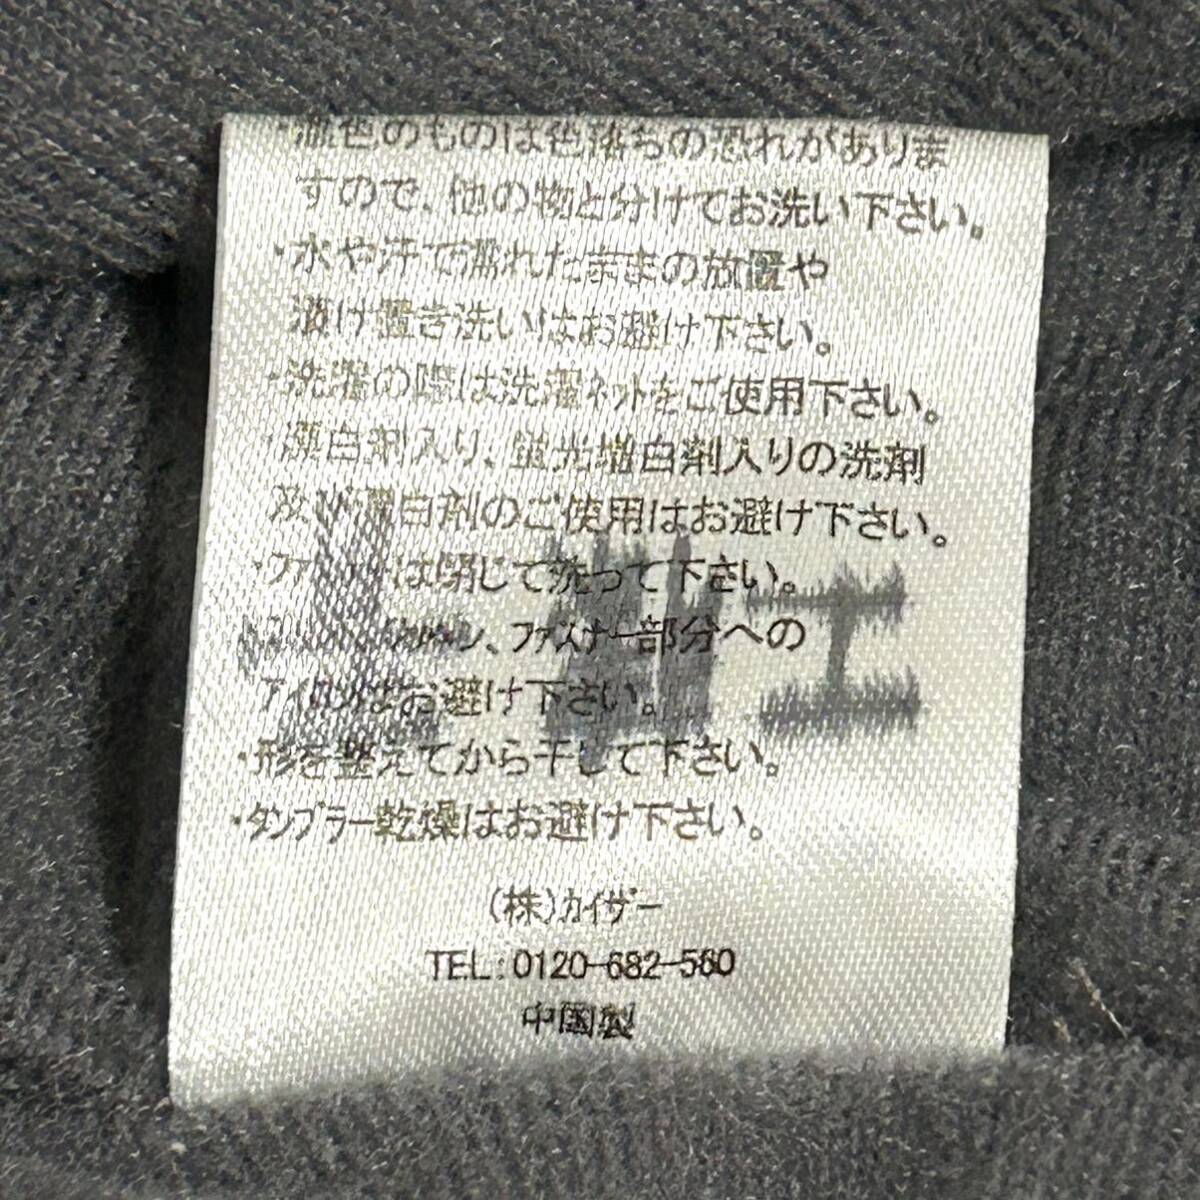 ・濃色のものは色落ちの恐れがありま
すので、他の物と分けてお洗い下さい。
・水や汗で濡れたままの放置や
漬け置き洗いはお避け下さい。
・洗濯の際は洗濯ネットをご使用下さい。
・漂白剤入り、蛍光増白剤入りの洗剤
及び漂白剤のご使用はお避け下さい。
・ファ は閉じて洗って下さい。
ン、ファスナー部分への
アイロンはお避け下さい。
・形を整えてから干して下さい。
・タンブラー乾燥はお避け下さい。
(株)カイザー
TEL:0120-682-560
中国製